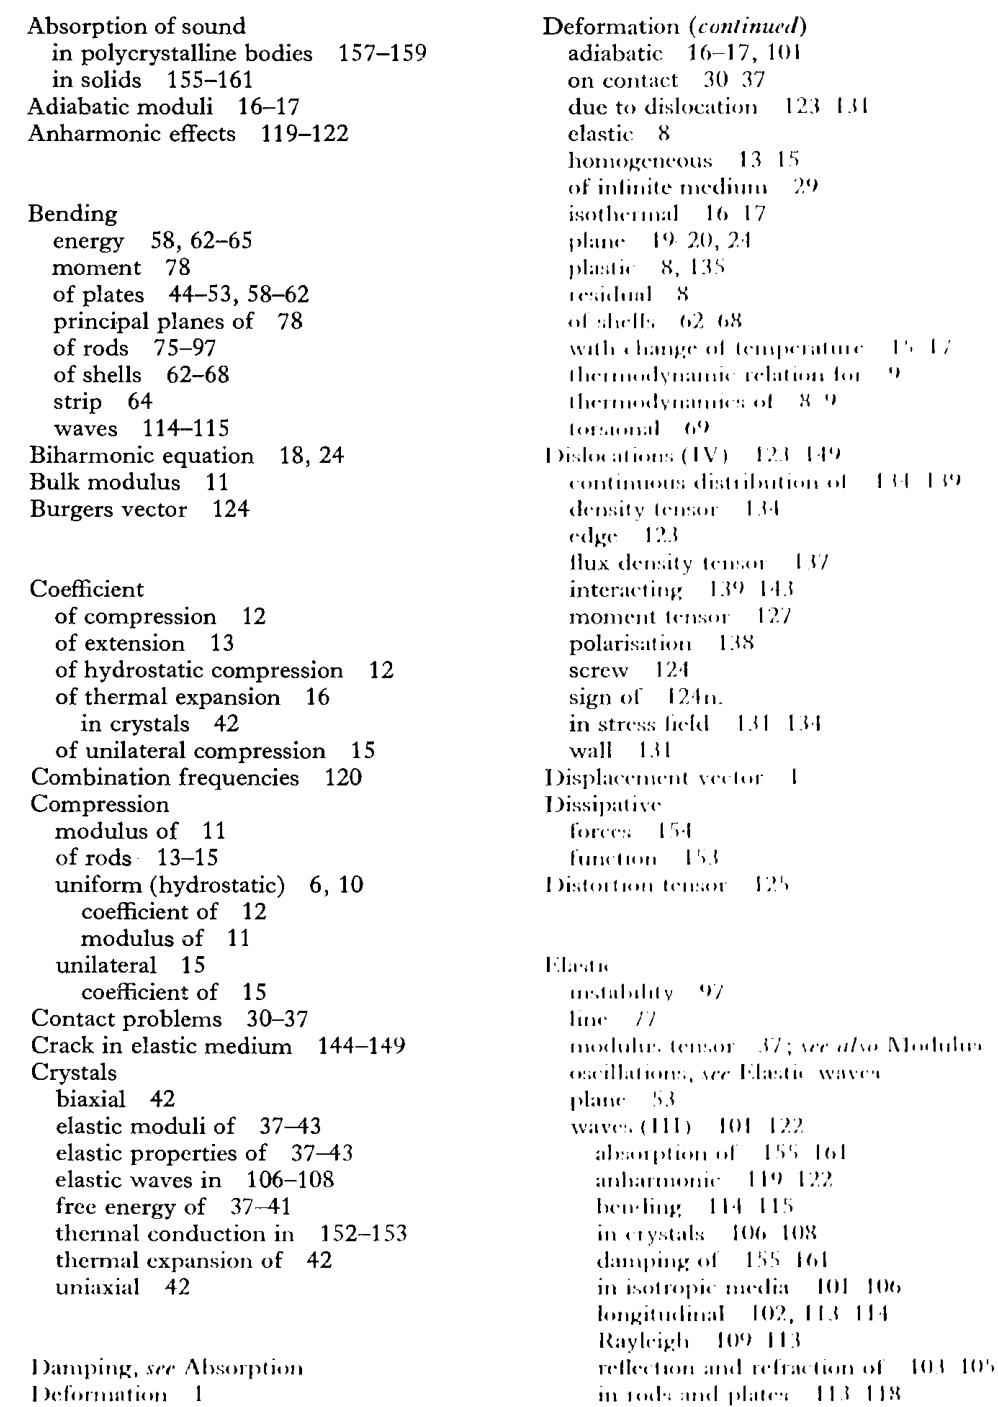 Absorption of sound
in polycrystalline bodies 157–159
in solids 155–161
Adiabatic moduli 16–17
Anharmonic effects 119–122
Bending
energy 58, 62–65
moment 78
of plates 44–53, 58–62
principal planes of 78
of rods 75–97
of shells 62–68
strip 64
waves 114–115
Biharmonic equation 18, 24
Bulk modulus 11
Burgers vector 124
Coefficient
of compression 12
of extension 13
of hydrostatic compression 12
of thermal expansion 16
in crystals 42
of unilateral compression 15
Combination frequencies 120
Compression
modulus of 11
of rods 13–15
uniform (hydrostatic) 6, 10
coefficient of 12
modulus of 11
unilateral 15
coefficient of 15
Contact problems 30–37
Crack in elastic medium 144–149
Crystals
biaxial 42
elastic moduli of 37–43
elastic properties of 37–43
elastic waves in 106–108
free energy of 37–41
thermal conduction in 152–153
thermal expansion of 42
uniaxial 42
Damping, see Absorption
Deformation 1
Deformation (continued)
adiabatic 16–17, 101
on contact 30 37
due to dislocation 123 131
elastic 8
homogeneous 13 15
of infinite medium 29
isothermal 16 17
plane 19 20, 24
plastic 8, 135
residual 8
of shells 62 68
with change of temperature 15 17
thermodynamic relation for 9
thermodynamics of 8 9
torsional 69
Dislocations (IV) 123 149
continuous distribution of 134 139
density tensor 134
edge 123
flux density tensor 137
interacting 139 143
moment tensor 127
polarisation 138
screw 124
sign of 124n.
in stress field 131 134
wall 131
Displacement vector 1
Dissipative
forces 154
function 153
Distortion tensor 125
Elastic
instability 97
line 77
modulus tensor 37; see also Modulus
oscillations, see Elastic waves
plane 53
waves (III) 101 122
absorption of 155 161
anharmonic 119 122
bending 114 115
in crystals 106 108
damping of 155 161
in isotropic media 101 106
longitudinal 102, 113 114
Rayleigh 109 113
reflection and refraction of 103 105
in rods and plates 113 118